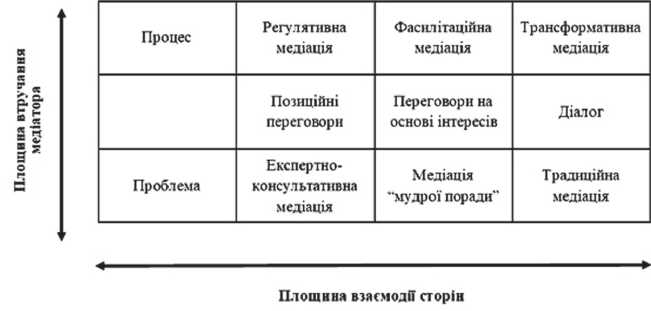 Площина втручання
медіатора
Процес
Регулятивна
медіація
Фасилітаційна
медіація
Трансформативна
медіація
Позиційні
переговори
Переговори на
основі інтересів
Діалог
Проблема
Експертно-
консультативна
медіація
Медіація
“мудрої поради”
Традиційна
медіація
Площина взаємодії сторін